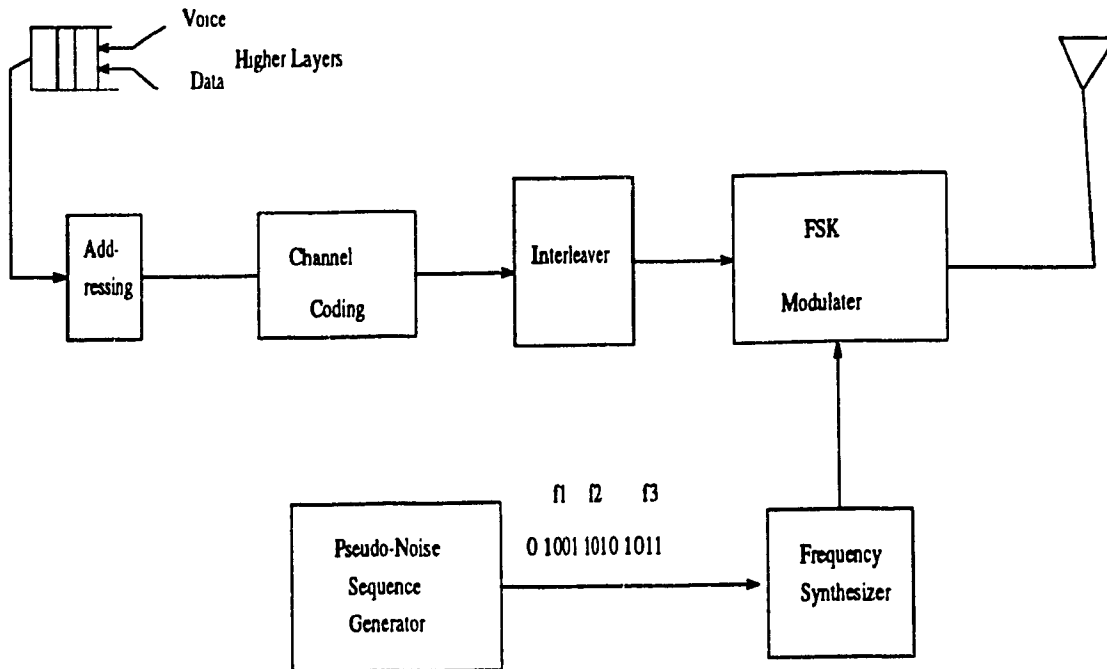 Voice
Higher Layers
Data
Add-
ressing
Channel
Coding
Interleaver
FSK
Modulater
f1 f2 f3
0 1001 1010 1011
Pseudo-Noise
Sequence
Generator
Frequency
Synthesizer